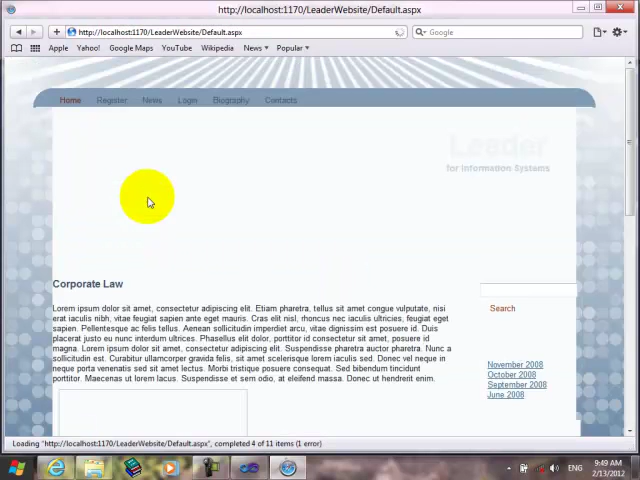 http://localhost:1170/LeaderWebsite/Default.aspx
http://localhost:1170/LeaderWebsite/Default.aspx
Google
Apple Yahoo! Google Maps YouTube Wikipedia News Popular
Home Register News Loger Biography Contacts
Leader
for Information Systems
Corporate Law
Lorem ipsum dolor sit amet, consectetur adipiscing elit. Etiam pharetra, tellus sit amet congue vulputate, nisi
erat iaculis nibh, vitae feugiat sapien ante eget mauris. Cras elit nisl, rhoncus nec iaculis ultricies, feugiat eget
sapien. Pellentesque ac felis tellus. Aenean sollicitudin imperdiet arcu, vitae dignissim est posuere id. Duis
placerat justo eu nunc interdum ultrices. Phasellus elit dolor, porttitor id consectetur sit amet, posuere id
magna. Lorem ipsum dolor sit amet, consectetur adipiscing elit. Suspendisse pharetra auctor pharetra. Nunc a
sollicitudin est. Curabitur ullamcorper gravida felis, sit amet scelerisque lorem iaculis sed. Donec vel neque in
neque porta venenatis sed sit amet lectus. Morbi tristique posuere consequat. Sed bibendum tincidunt
porttitor. Maecenas ut lorem lacus. Suspendisse et sem odio, at eleifend massa. Donec ut hendrerit enim.
Search
November 2008
October 2008
September 2008
June 2008
Loading "http://localhost:1170/LeaderWebsite/Default.aspx", completed 4 of 11 items (1 error)
ENG
9:49 AM
2/13/2012